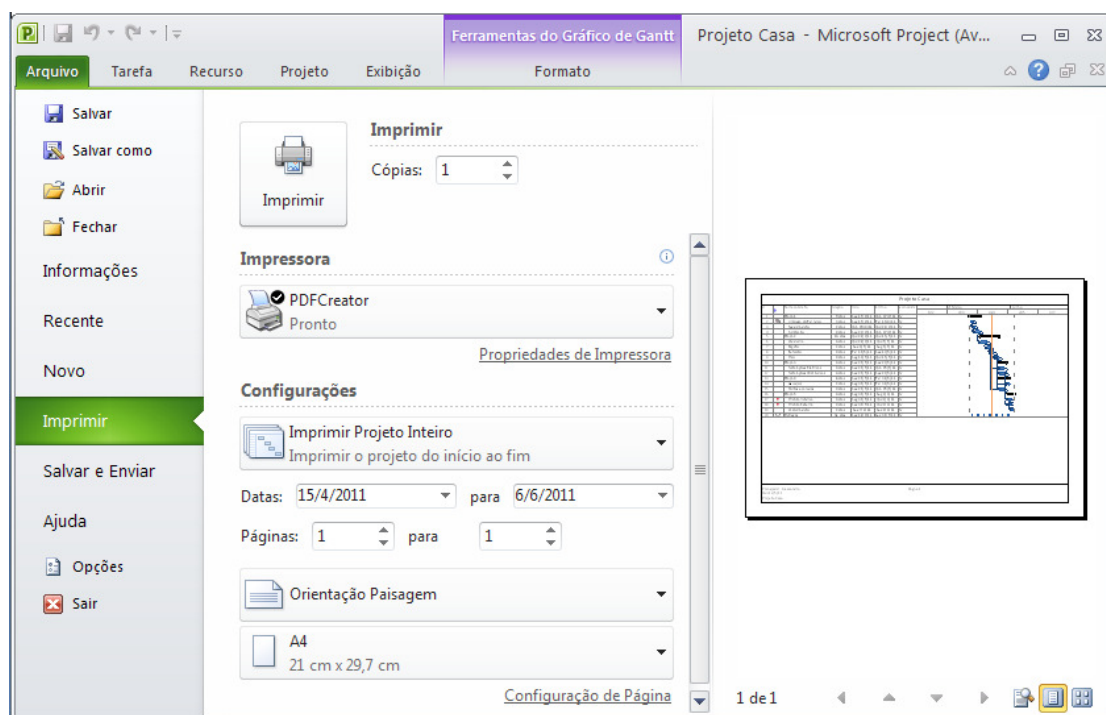 Ferramentas do Gráfico de Gantt
Projeto Casa - Microsoft Project (Av...
Arquivo Tarefa Recurso Projeto Exibição Formato
Salvar
Salvar como
Abrir
Fechar
Informações
Recente
Novo
Imprimir
Salvar e Enviar
Ajuda
Opções
Sair
Imprimir
Imprimir
Cópias: 1
Impressora
PDFCreator
Pronto
Propriedades de Impressora
Configurações
Imprimir Projeto Inteiro
Imprimir o projeto do início ao fim
Datas: 15/4/2011 para 6/6/2011
Páginas: 1 para 1
Orientação Paisagem
A4
21 cm x 29,7 cm
Configuração de Página
Projeto Casa
1 de 1